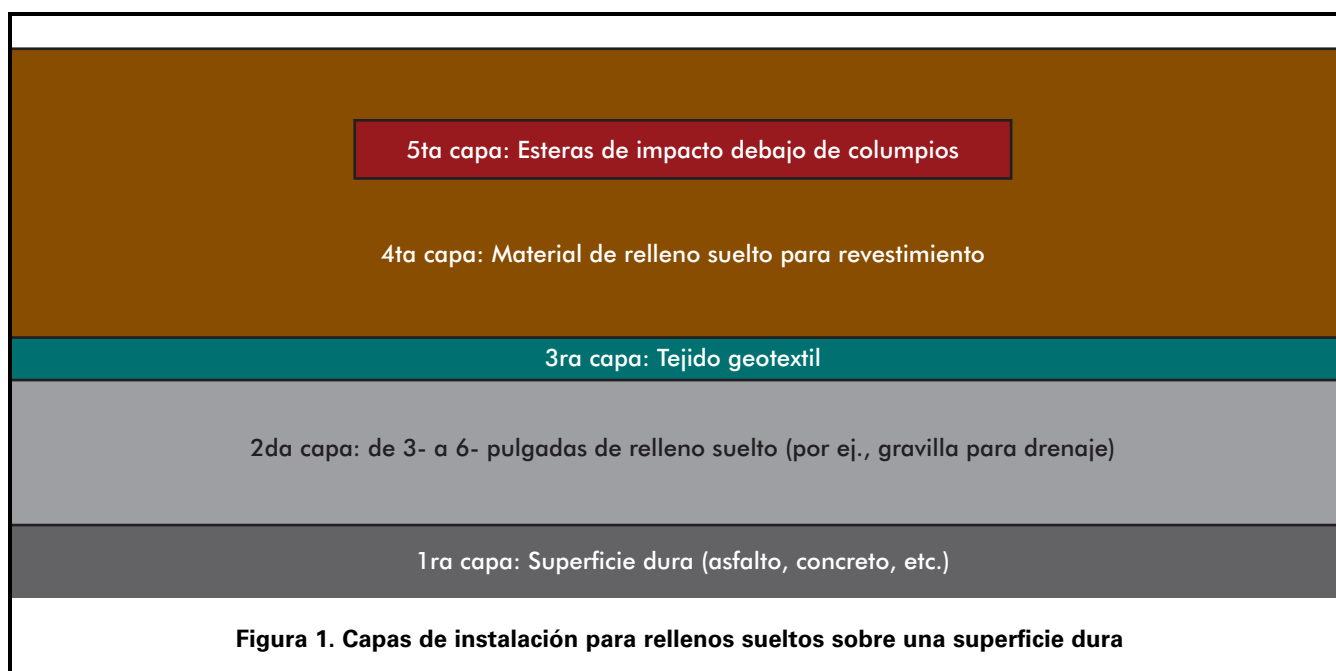 5ta capa: Esteras de impacto debajo de columpios
4ta capa: Material de relleno suelto para revestimiento
3ra capa: Tejido geotextil
2da capa: de 3- a 6- pulgadas de relleno suelto (por ej., gravilla para drenaje)
1ra capa: Superficie dura (asfalto, concreto, etc.)
Figura 1. Capas de instalación para rellenos sueltos sobre una superficie dura